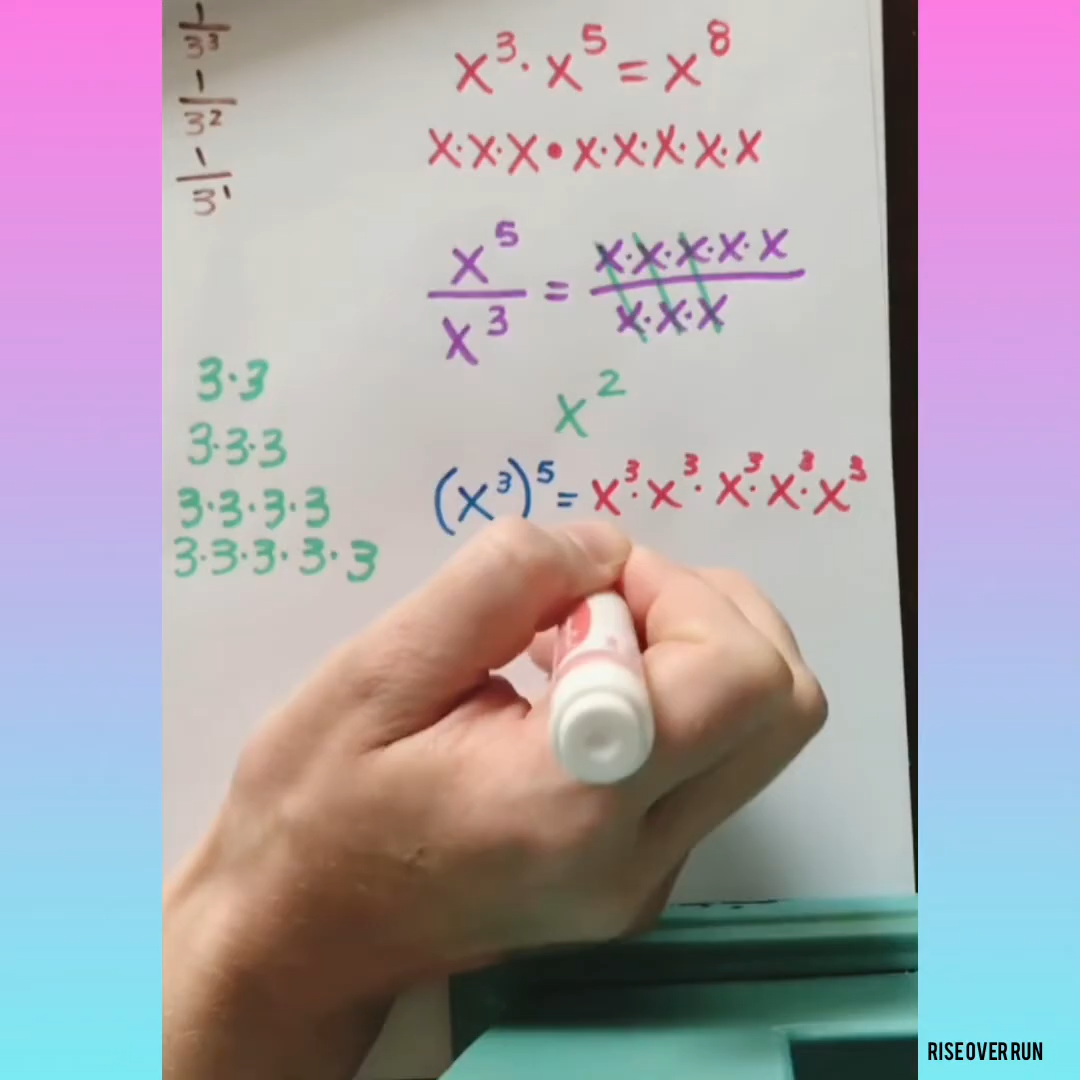 1/3³
1/3²
1/3¹
x³ · x⁵ = x⁸
x·x·x • x·x·x·x·x
x⁵/x³ = x·x·x·x·x/x·x·x
x²
3·3
3·3·3
3·3·3·3
3·3·3·3·3
(x³)⁵ = x³·x³·x³·x³·x³
RISE OVER RUN